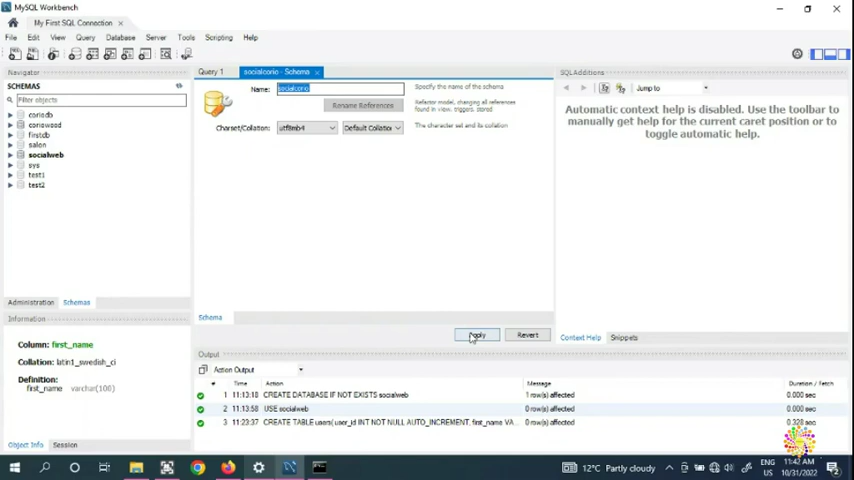 MySQL Workbench
My First SQL Connection ×
File Edit View Query Database Server Tools Scripting Help
Navigator
SCHEMAS
Filter objects
coriodb
coriowood
firstdb
salon
socialweb
sys
test1
test2
Administration Schemas
Information
Column: first_name
Collation: latin1_swedish_ci
Definition:
first_name varchar(100)
Object Info Session
Query 1 socialcorio - Schema ×
Name: socialcorio
Specify the name of the schema
Rename References
Refactor model, changing all references
found in view, triggers, stored
Charset/Collation: utf8mb4 Default Collation
The character set and its collation
Schema
Apply Revert
SQLAdditions
Jump to
Automatic context help is disabled. Use the toolbar to
manually get help for the current caret position or to
toggle automatic help.
Context Help Snippets
Output
Action Output
# Time Action Message Duration / Fetch
1 11:13:18 CREATE DATABASE IF NOT EXISTS socialweb 1 row(s) affected 0.000 sec
2 11:13:58 USE socialweb 0 row(s) affected 0.000 sec
3 11:23:37 CREATE TABLE users( user_id INT NOT NULL AUTO_INCREMENT, first_name VA... 0 row(s) affected 0.328 sec
12°C Partly cloudy
ENG
US
11:42 AM
10/31/2022
2